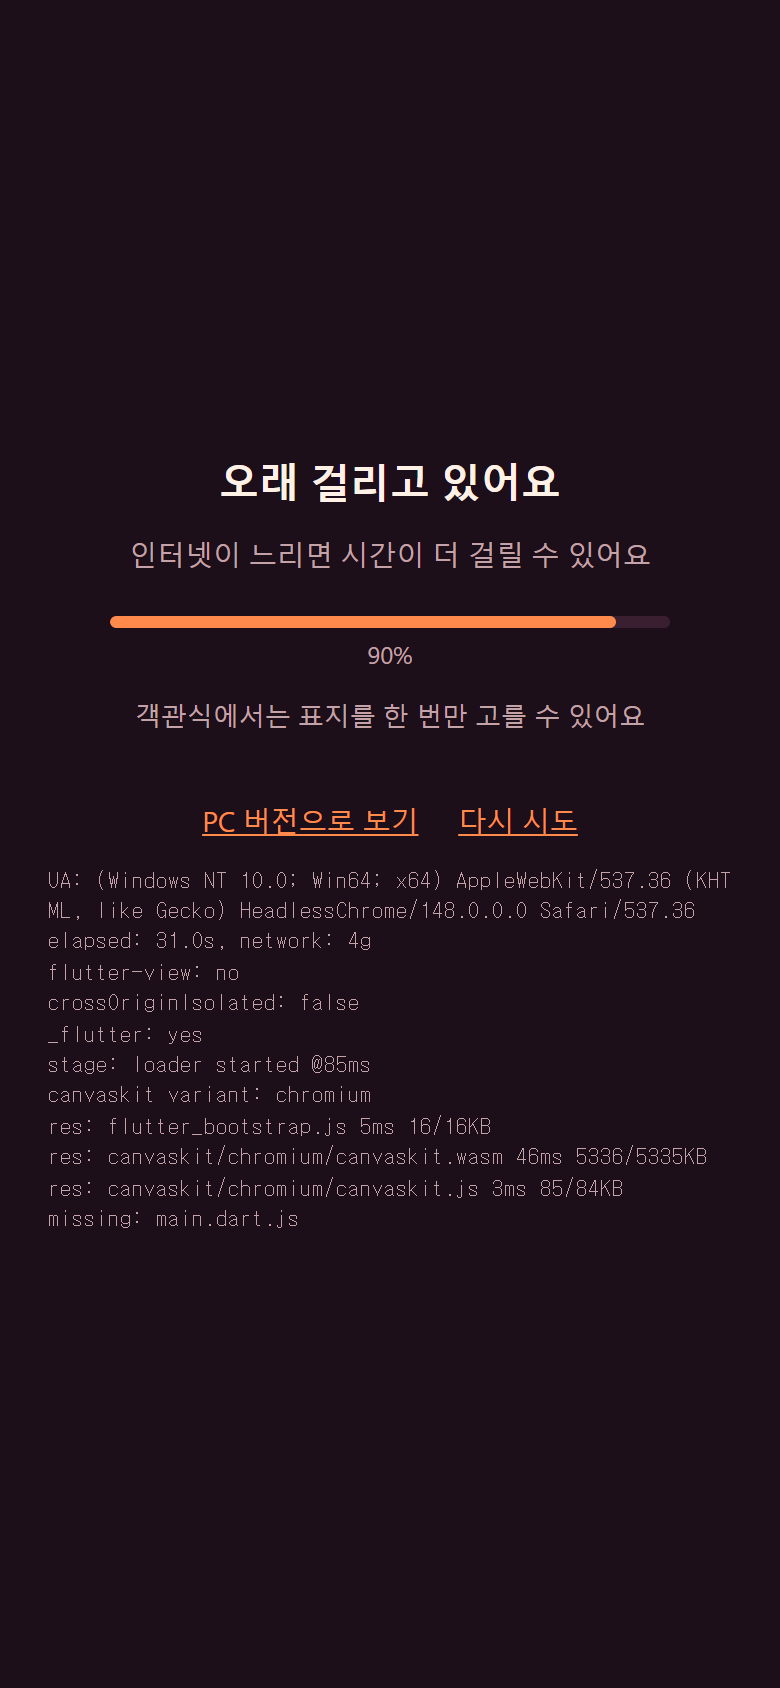 오래 걸리고 있어요
인터넷이 느리면 시간이 더 걸릴 수 있어요
90%
객관식에서는 표지를 한 번만 고를 수 있어요
PC 버전으로 보기 다시 시도
UA: (Windows NT 10.0; Win64; x64) AppleWebKit/537.36 (KHT
ML, like Gecko) HeadlessChrome/148.0.0.0 Safari/537.36
elapsed: 31.0s, network: 4g
flutter-view: no
crossOriginIsolated: false
_flutter: yes
stage: loader started @85ms
canvaskit variant: chromium
res: flutter_bootstrap.js 5ms 16/16KB
res: canvaskit/chromium/canvaskit.wasm 46ms 5336/5335KB
res: canvaskit/chromium/canvaskit.js 3ms 85/84KB
missing: main.dart.js